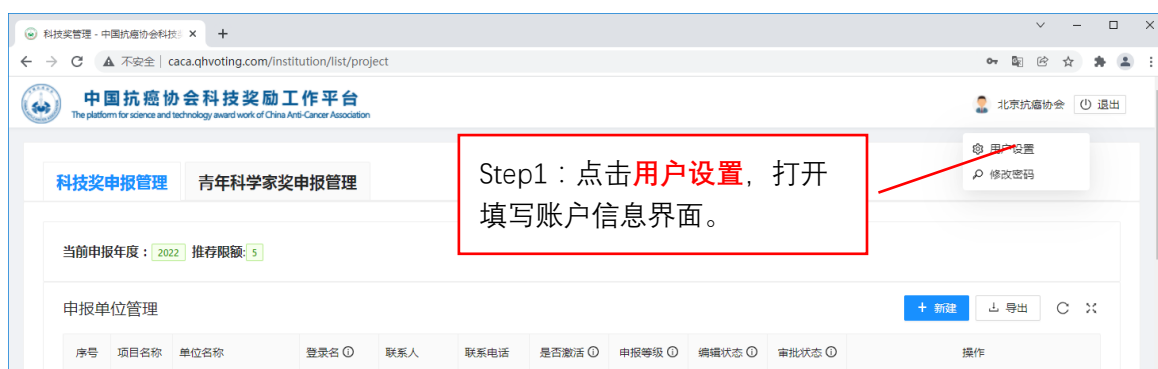 科技奖管理 - 中国抗癌协会科技
不安全 | caca.qhvoting.com/institution/list/project
中国抗癌协会科技奖励工作平台
The platform for science and technology award work of China Anti-Cancer Association
北京抗癌协会 退出
用户设置
修改密码
科技奖申报管理 青年科学家奖申报管理
Step1：点击用户设置，打开
填写账户信息界面。
当前申报年度： 2022 推荐限额: 5
申报单位管理
+ 新建 导出
序号 项目名称 单位名称 登录名 联系人 联系电话 是否激活 申报等级 编辑状态 审批状态 操作